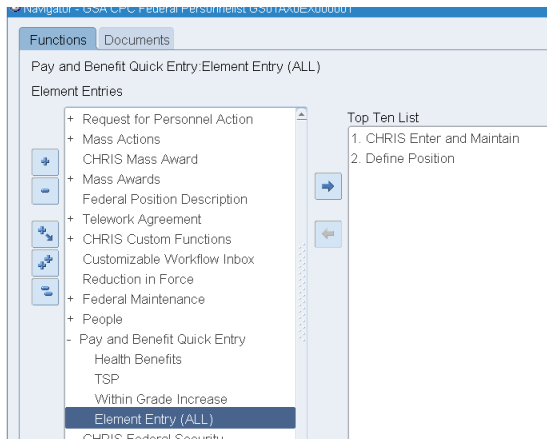 Navigator - GSA CPC Federal Personnelist
Functions
Documents
Pay and Benefit Quick Entry:Element Entry (ALL)
Element Entries
+ Request for Personnel Action
+ Mass Actions
CHRIS Mass Award
+ Mass Awards
Federal Position Description
+ Telework Agreement
+ CHRIS Custom Functions
Customizable Workflow Inbox
Reduction in Force
+ Federal Maintenance
+ People
- Pay and Benefit Quick Entry
Health Benefits
TSP
Within Grade Increase
Element Entry (ALL)
CHRIS Federal Security
Top Ten List
1. CHRIS Enter and Maintain
2. Define Position